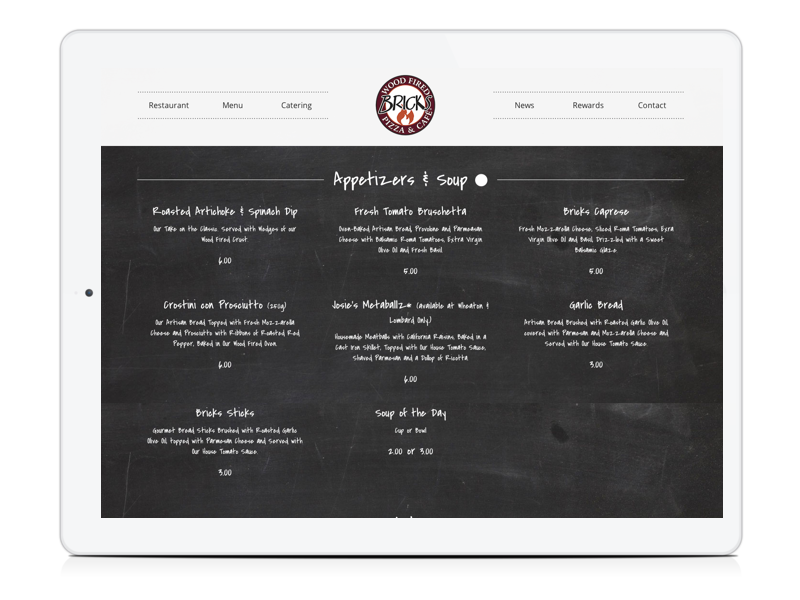 Restaurant Menu Catering
WOOD FIRED
BRICK
PIZZA & CAFE
News Rewards Contact
Appetizers & Soup
Roasted Artichoke & Spinach Dip
Our Take on the Classic. Served with Wedges of our
Wood Fired Crust
6.00
Fresh Tomato Bruschetta
Oven-Baked Artisan Bread, Provolone and Parmesan
Cheese with Balsamic Roma Tomatoes, Extra Virgin
Olive Oil and Fresh Basil
5.00
Bricks Caprese
Fresh Mozzarella Cheese, Sliced Roma Tomatoes, Exra
Virgin Olive Oil and Basil, Drizzled with a Sweet
Balsamic Glaze
5.00
Crostini con Prosciutto (250g)
Our Artisan Bread Topped with Fresh Mozzarella
Cheese and Prosciutto with Ribbons of Roasted Red
Pepper, Baked in Our Wood Fired Oven
6.00
Josie's Metaballz* (available at Wheaton &
Lombard Only)
Housemade Meatballs with California Raisins, Baked in a
Cast Iron Skillet, Topped with Our House Tomato Sauce,
Shaved Parmesan and a Dollop of Ricotta
6.00
Garlic Bread
Artisan Bread Brushed with Roasted Garlic Olive Oil,
covered with Parmesan and Mozzarella Cheese and
Served with Our House Tomato Sauce
3.00
Bricks Sticks
Gourmet Bread Sticks Brushed with Roasted Garlic
Olive Oil, topped with Parmesan Cheese and Served with
Our House Tomato Sauce
3.00
Soup of the Day
Cup or Bowl
2.00 or 3.00